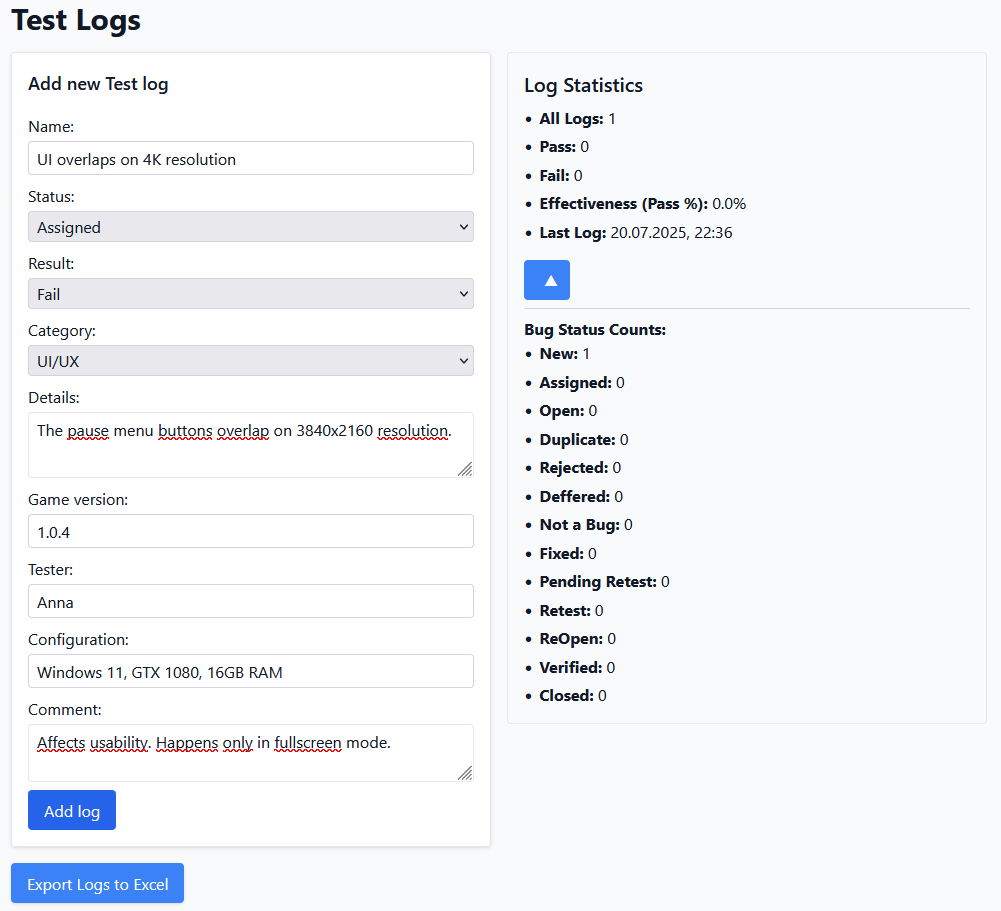 Test Logs
Add new Test log
Name:
UI overlaps on 4K resolution
Status:
Assigned
Result:
Fail
Category:
UI/UX
Details:
The pause menu buttons overlap on 3840x2160 resolution.
Game version:
1.0.4
Tester:
Anna
Configuration:
Windows 11, GTX 1080, 16GB RAM
Comment:
Affects usability. Happens only in fullscreen mode.
Add log
Export Logs to Excel
Log Statistics
• All Logs: 1
• Pass: 0
• Fail: 0
• Effectiveness (Pass %): 0.0%
• Last Log: 20.07.2025, 22:36
▲
Bug Status Counts:
• New: 1
• Assigned: 0
• Open: 0
• Duplicate: 0
• Rejected: 0
• Deffered: 0
• Not a Bug: 0
• Fixed: 0
• Pending Retest: 0
• Retest: 0
• ReOpen: 0
• Verified: 0
• Closed: 0